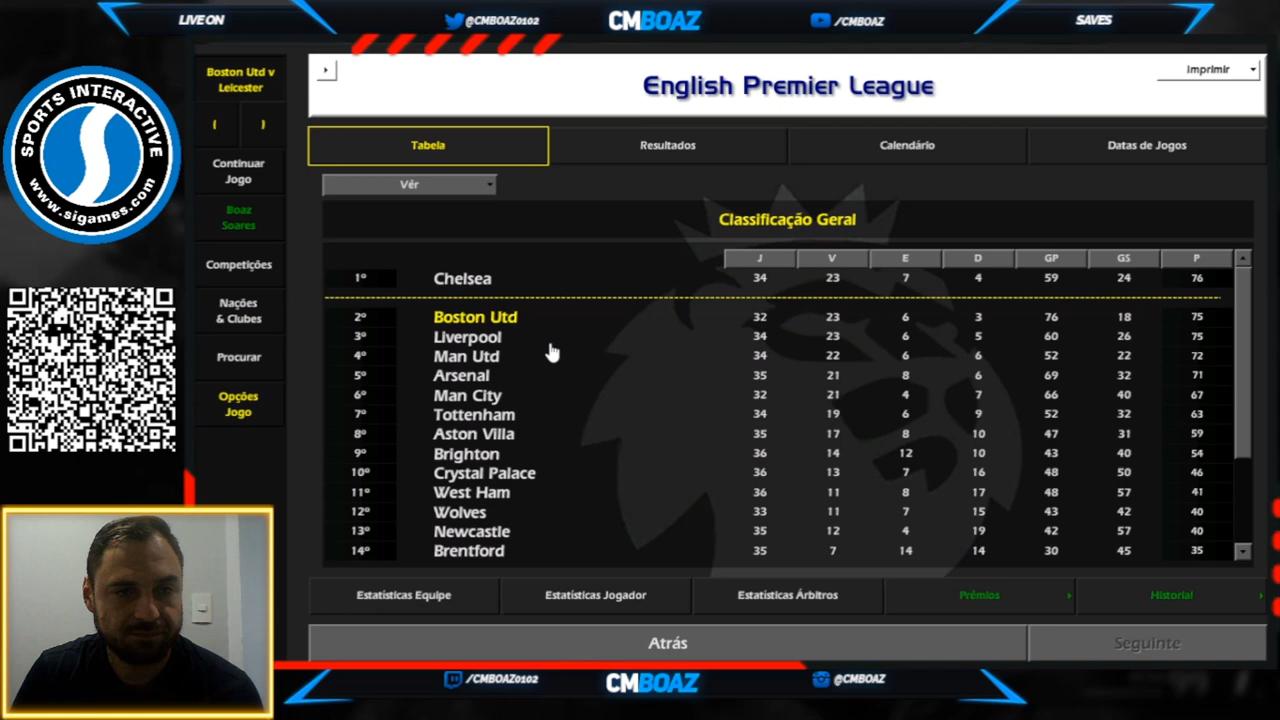 LIVE ON
@CMBOAZ0102
CMBOAZ
/CMBOAZ
SAVES
SPORTS INTERACTIVE
www.sigames.com
Boston Utd v
Leicester
Continuar
Jogo
Boaz
Soares
Competições
Nações
& Clubes
Procurar
Opções
Jogo
English Premier League
Imprimir
Tabela Resultados Calendário Datas de Jogos
Vêr
Classificação Geral
J V E D GP GS P
1º Chelsea 34 23 7 4 59 24 76
2º Boston Utd 32 23 6 3 76 18 75
3º Liverpool 34 23 6 5 60 26 75
4º Man Utd 34 22 6 6 52 22 72
5º Arsenal 35 21 8 6 69 32 71
6º Man City 32 21 4 7 66 40 67
7º Tottenham 34 19 6 9 52 32 63
8º Aston Villa 35 17 8 10 47 31 59
9º Brighton 36 14 12 10 43 40 54
10º Crystal Palace 36 13 7 16 48 50 46
11º West Ham 36 11 8 17 48 57 41
12º Wolves 33 11 7 15 43 42 40
13º Newcastle 35 12 4 19 42 57 40
14º Brentford 35 7 14 14 30 45 35
Estatísticas Equipe Estatísticas Jogador Estatísticas Árbitros Prémios Historial
Atrás Seguinte
/CMBOAZ0102
CMBOAZ
@CMBOAZ